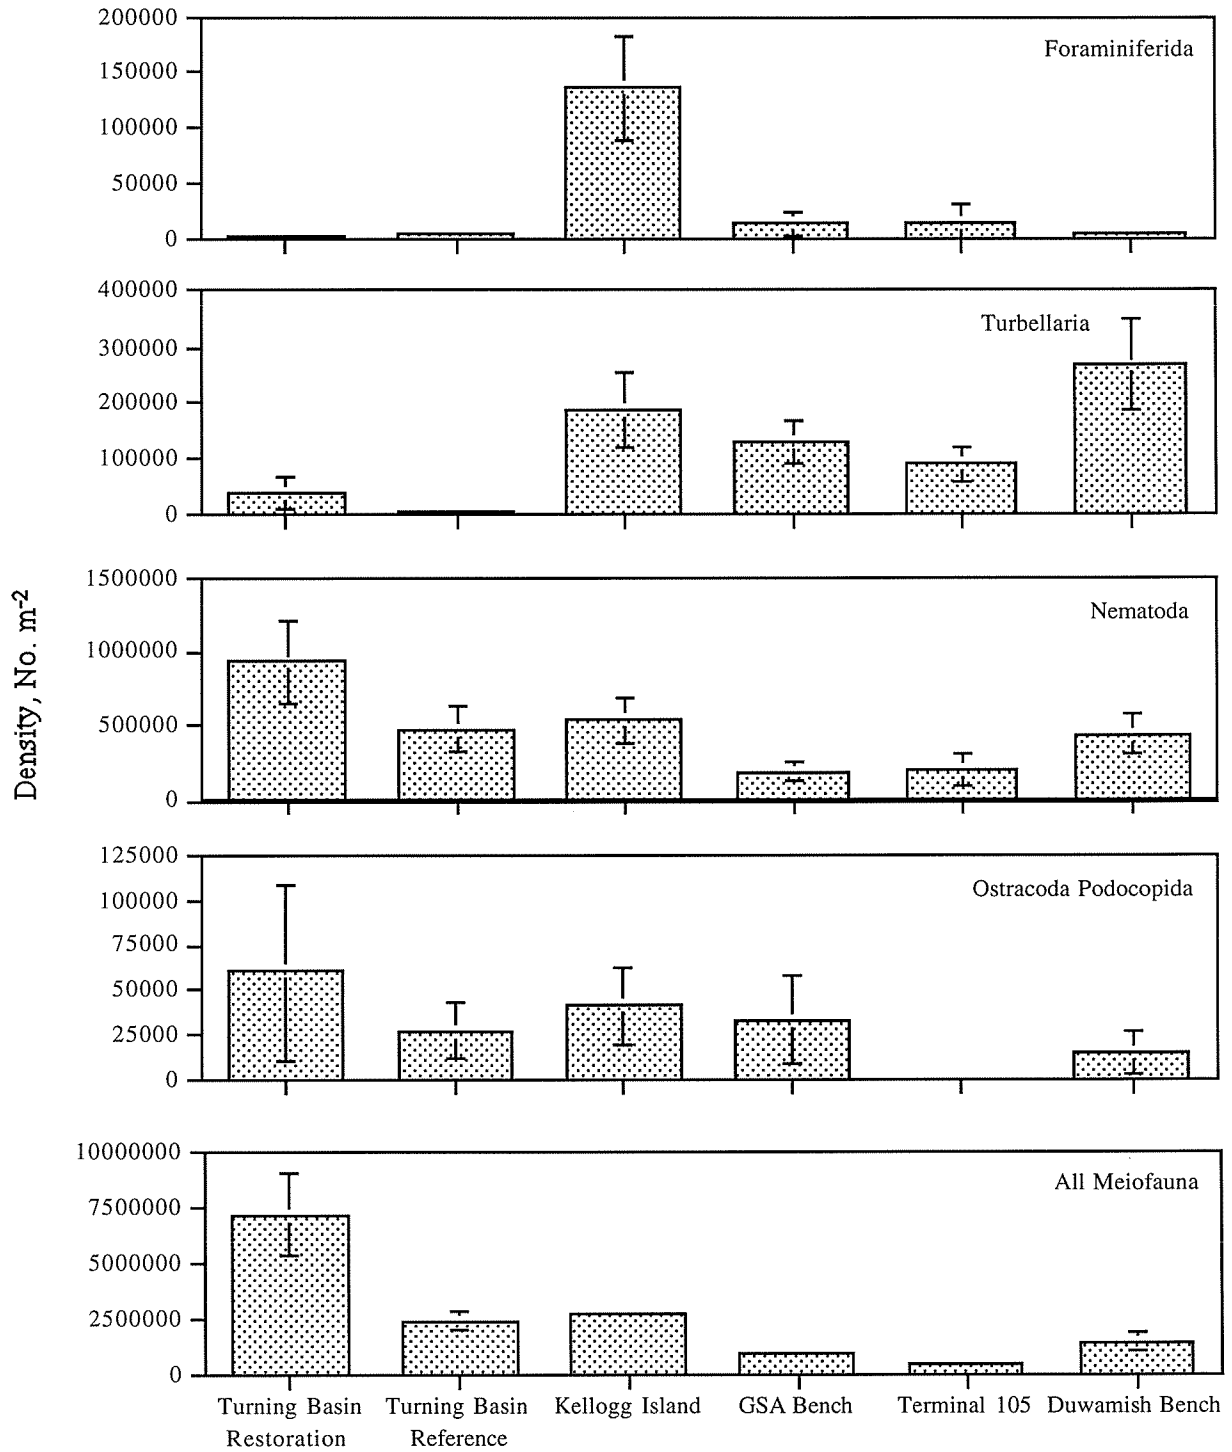 200000
Foraminiferida
150000
100000
50000
0
400000
Turbellaria
300000
200000
100000
0
1500000
Nematoda
1000000
500000
0
Density, No. m-2
125000
Ostracoda Podocopida
100000
75000
50000
25000
0
10000000
All Meiofauna
7500000
5000000
2500000
0
Turning Basin Restoration
Turning Basin Reference
Kellogg Island
GSA Bench
Terminal 105
Duwamish Bench